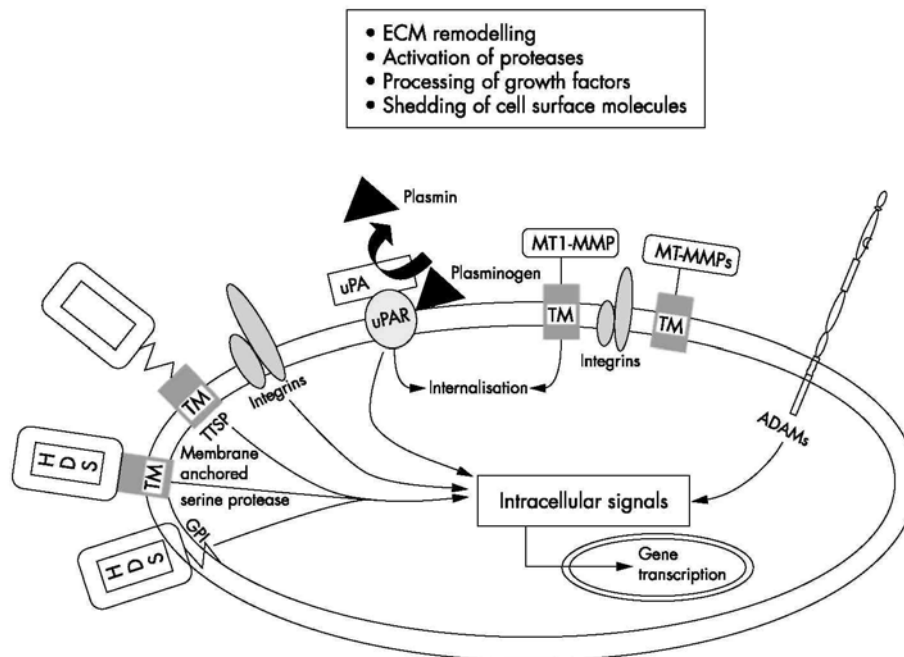 • ECM remodelling
• Activation of proteases
• Processing of growth factors
• Shedding of cell surface molecules
Plasmin
MT1-MMP
MT-MMPs
uPA
Plasminogen
uPAR
TM
TM
Integrins
Internalisation
TM
Integrins
TTSP
ADAMs
HDS
TM
Membrane
anchored
serine protease
Intracellular signals
GPI
HDS
Gene
transcription